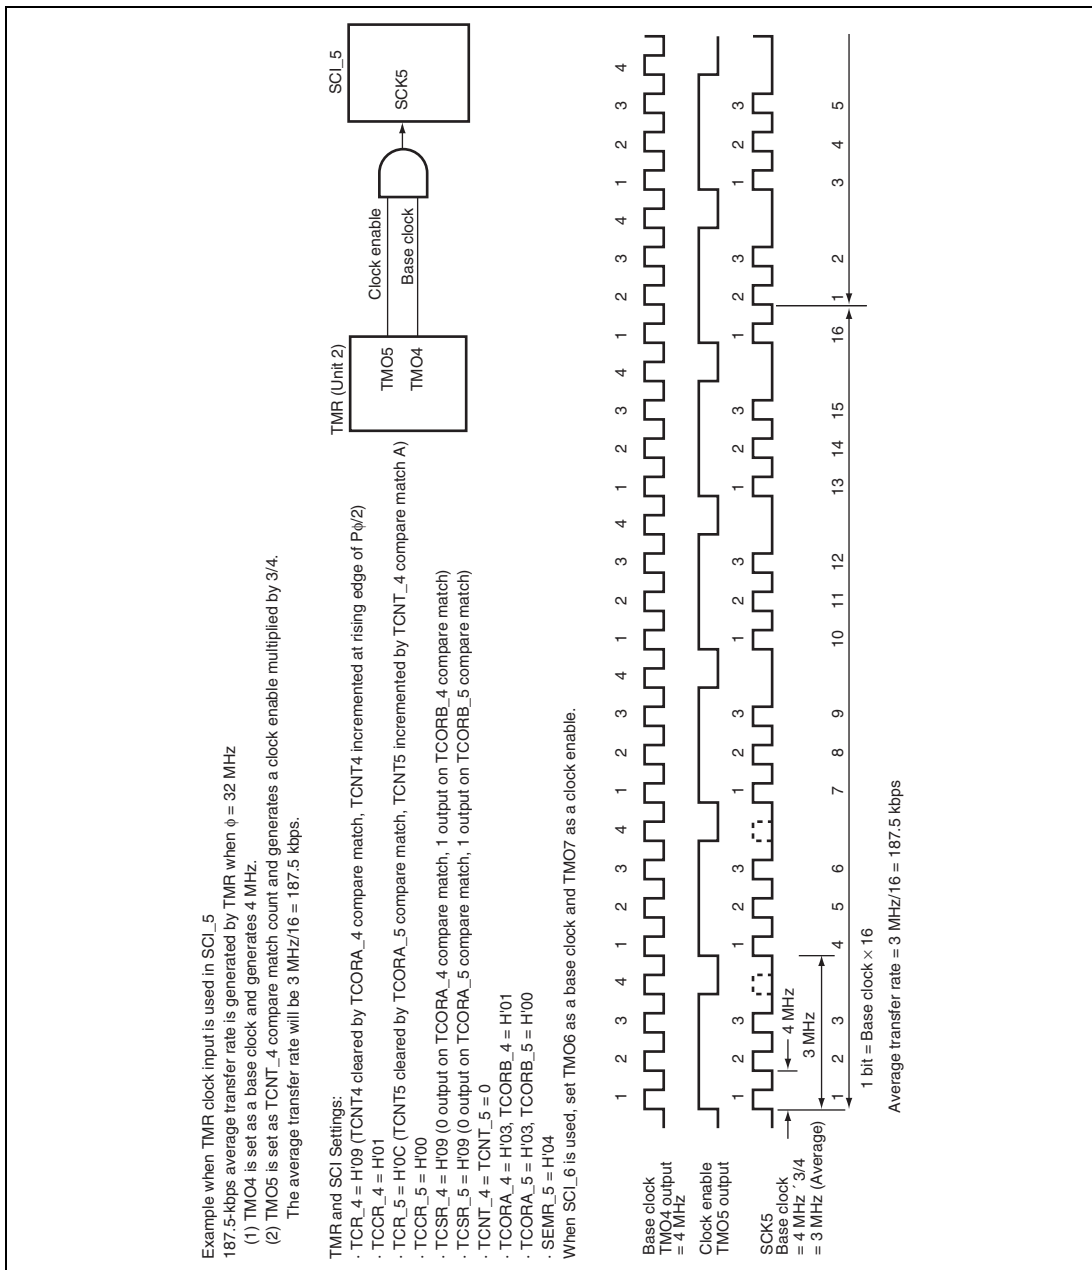 Example when TMR clock input is used in SCI_5
187.5-kbps average transfer rate is generated by TMR when ϕ = 32 MHz
(1) TMO4 is set as a base clock and generates 4 MHz.
(2) TMO5 is set as TCNT_4 compare match count and generates a clock enable multiplied by 3/4.
The average transfer rate will be 3 MHz/16 = 187.5 kbps.
TMR and SCI Settings:
· TCR_4 = H'09 (TCNT4 cleared by TCORA_4 compare match, TCNT4 incremented at rising edge of Pϕ/2)
· TCCR_4 = H'01
· TCR_5 = H'0C (TCNT5 cleared by TCORA_5 compare match, TCNT5 incremented by TCNT_4 compare match A)
· TCCR_5 = H'00
· TCSR_4 = H'09 (0 output on TCORA_4 compare match, 1 output on TCORB_4 compare match)
· TCSR_5 = H'09 (0 output on TCORA_5 compare match, 1 output on TCORB_5 compare match)
· TCNT_4 = TCNT_5 = 0
· TCORA_4 = H'03, TCORB_4 = H'01
· TCORA_5 = H'03, TCORB_5 = H'00
· SEMR_5 = H'04
When SCI_6 is used, set TMO6 as a base clock and TMO7 as a clock enable.
TMR (Unit 2)
TMO5
TMO4
Clock enable
Base clock
SCI_5
SCK5
Base clock
TMO4 output
= 4 MHz
1 2 3 4 1 2 3 4 1 2 3 4 1 2 3 4 1 2 3 4 1 2 3 4 1 2 3 4
Clock enable
TMO5 output
SCK5
Base clock
= 4 MHz ´ 3/4
= 3 MHz (Average)
1 2 3 1 2 3 1 2 3 1 2 3 1 2 3 1 2 3 1 2 3
4 MHz
3 MHz
1 2 3 4 5 6 7 8 9 10 11 12 13 14 15 16 1 2 3 4 5
1 bit = Base clock × 16
Average transfer rate = 3 MHz/16 = 187.5 kbps